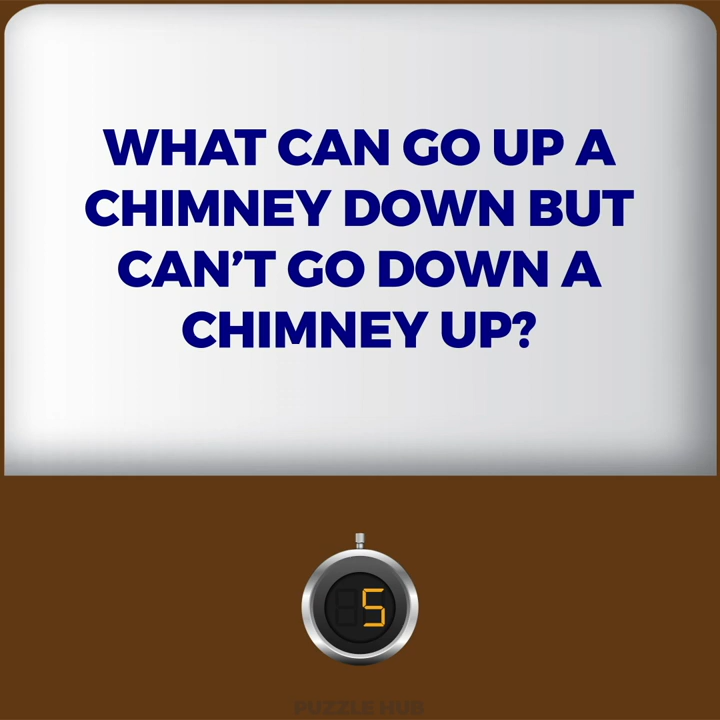 WHAT CAN GO UP A
CHIMNEY DOWN BUT
CAN'T GO DOWN A
CHIMNEY UP?
5
PUZZLE HUB